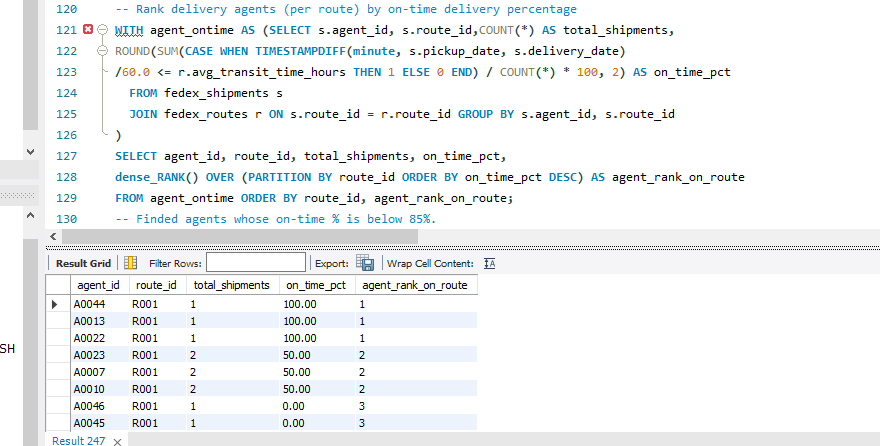 120 -- Rank delivery agents (per route) by on-time delivery percentage
121 WITH agent_ontime AS (SELECT s.agent_id, s.route_id,COUNT(*) AS total_shipments,
122 ROUND(SUM(CASE WHEN TIMESTAMPDIFF(minute, s.pickup_date, s.delivery_date)
123 /60.0 <= r.avg_transit_time_hours THEN 1 ELSE 0 END) / COUNT(*) * 100, 2) AS on_time_pct
124 FROM fedex_shipments s
125 JOIN fedex_routes r ON s.route_id = r.route_id GROUP BY s.agent_id, s.route_id
126 )
127 SELECT agent_id, route_id, total_shipments, on_time_pct,
128 dense_RANK() OVER (PARTITION BY route_id ORDER BY on_time_pct DESC) AS agent_rank_on_route
129 FROM agent_ontime ORDER BY route_id, agent_rank_on_route;
130 -- Finded agents whose on-time % is below 85%.
Result Grid Filter Rows: Export: Wrap Cell Content:
agent_id route_id total_shipments on_time_pct agent_rank_on_route
A0044 R001 1 100.00 1
A0013 R001 1 100.00 1
A0022 R001 1 100.00 1
SH
A0023 R001 2 50.00 2
A0007 R001 2 50.00 2
A0010 R001 2 50.00 2
A0046 R001 1 0.00 3
A0045 R001 1 0.00 3
Result 247